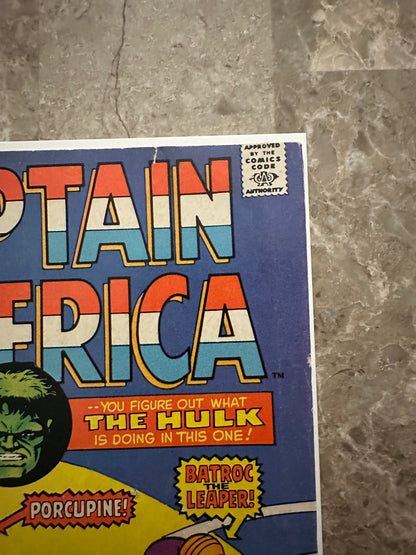 APPROVED
BY THE
COMICS
CODE
AUTHORITY
PTAIN
ERICA
™
--YOU FIGURE OUT WHAT
THE HULK
IS DOING IN THIS ONE!
BATROC
THE
LEAPER!
PORCUPINE!